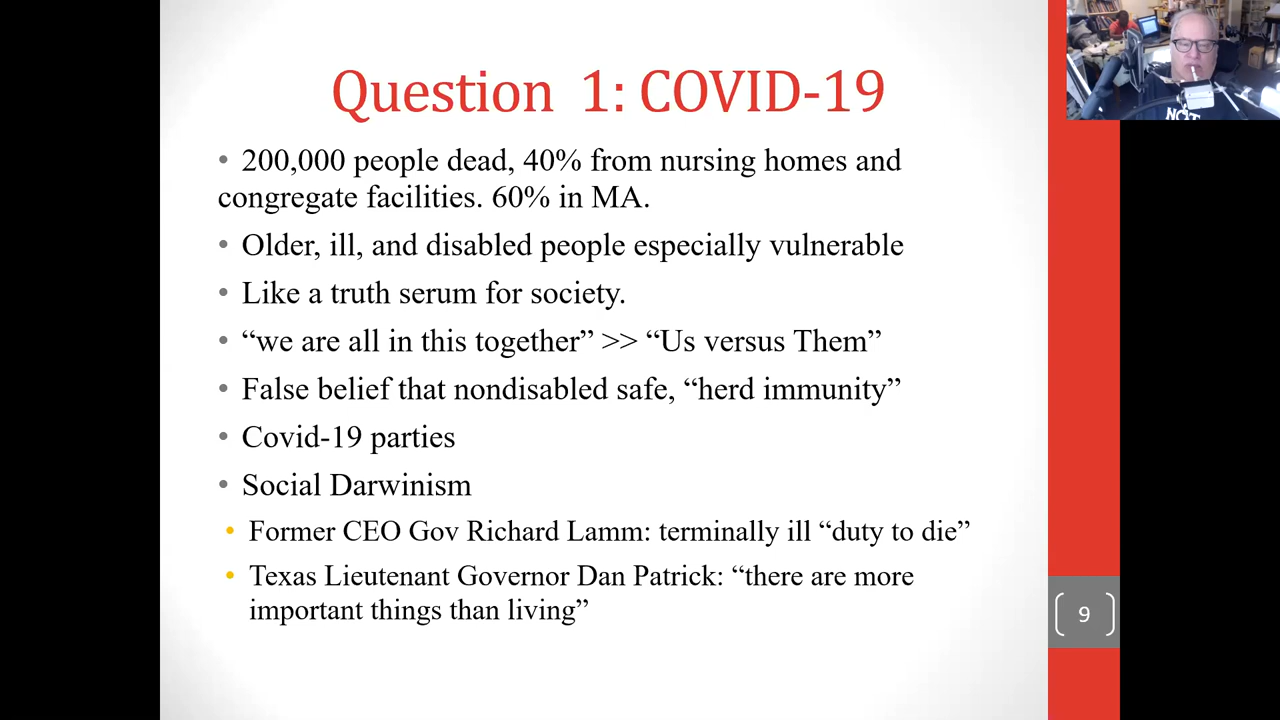 Question 1: COVID-19
• 200,000 people dead, 40% from nursing homes and
congregate facilities. 60% in MA.
• Older, ill, and disabled people especially vulnerable
• Like a truth serum for society.
• “we are all in this together” >> “Us versus Them”
• False belief that nondisabled safe, “herd immunity”
• Covid-19 parties
• Social Darwinism
• Former CEO Gov Richard Lamm: terminally ill “duty to die”
• Texas Lieutenant Governor Dan Patrick: “there are more
important things than living”
9